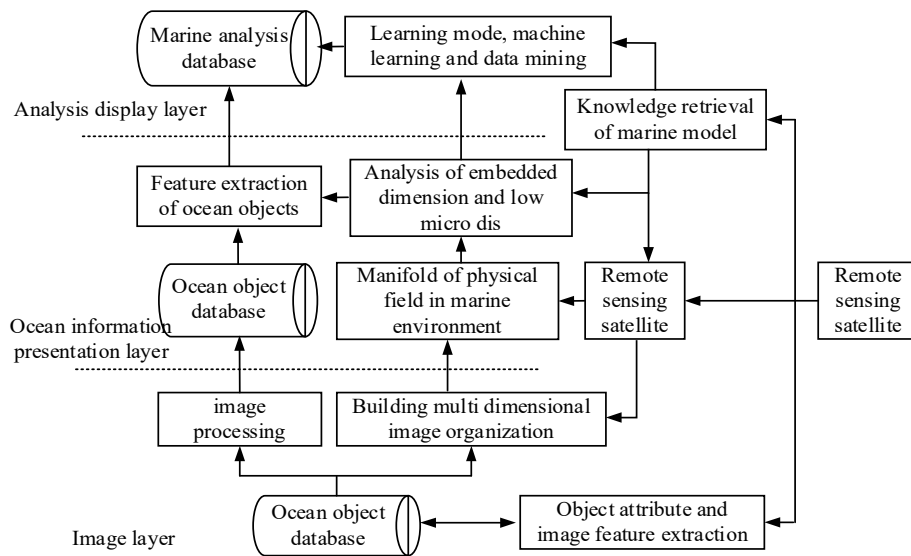 Marine analysis
database
Learning mode, machine
learning and data mining
Analysis display layer
Knowledge retrieval
of marine model
Feature extraction
of ocean objects
Analysis of embedded
dimension and low
micro dis
Ocean object
database
Manifold of physical
field in marine
environment
Remote
sensing
satellite
Remote
sensing
satellite
Ocean information
presentation layer
image
processing
Building multi dimensional
image organization
Ocean object
database
Object attribute and
image feature extraction
Image layer